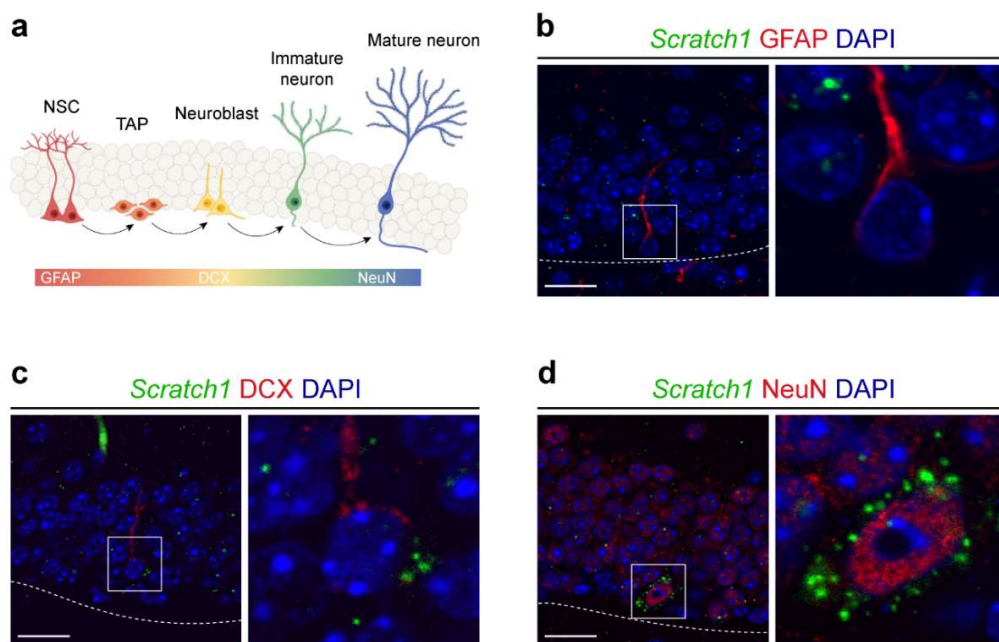 a
NSC
TAP
Neuroblast
Immature
neuron
Mature neuron
GFAP
DCX
NeuN
b
Scratch1 GFAP DAPI
c
Scratch1 DCX DAPI
d
Scratch1 NeuN DAPI